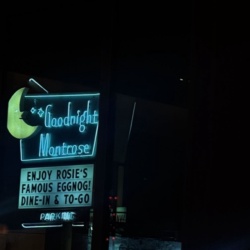 Goodnight
Montrose
ENJOY ROSIE'S
FAMOUS EGGNOG!
DINE-IN & TO-GO
PARKING